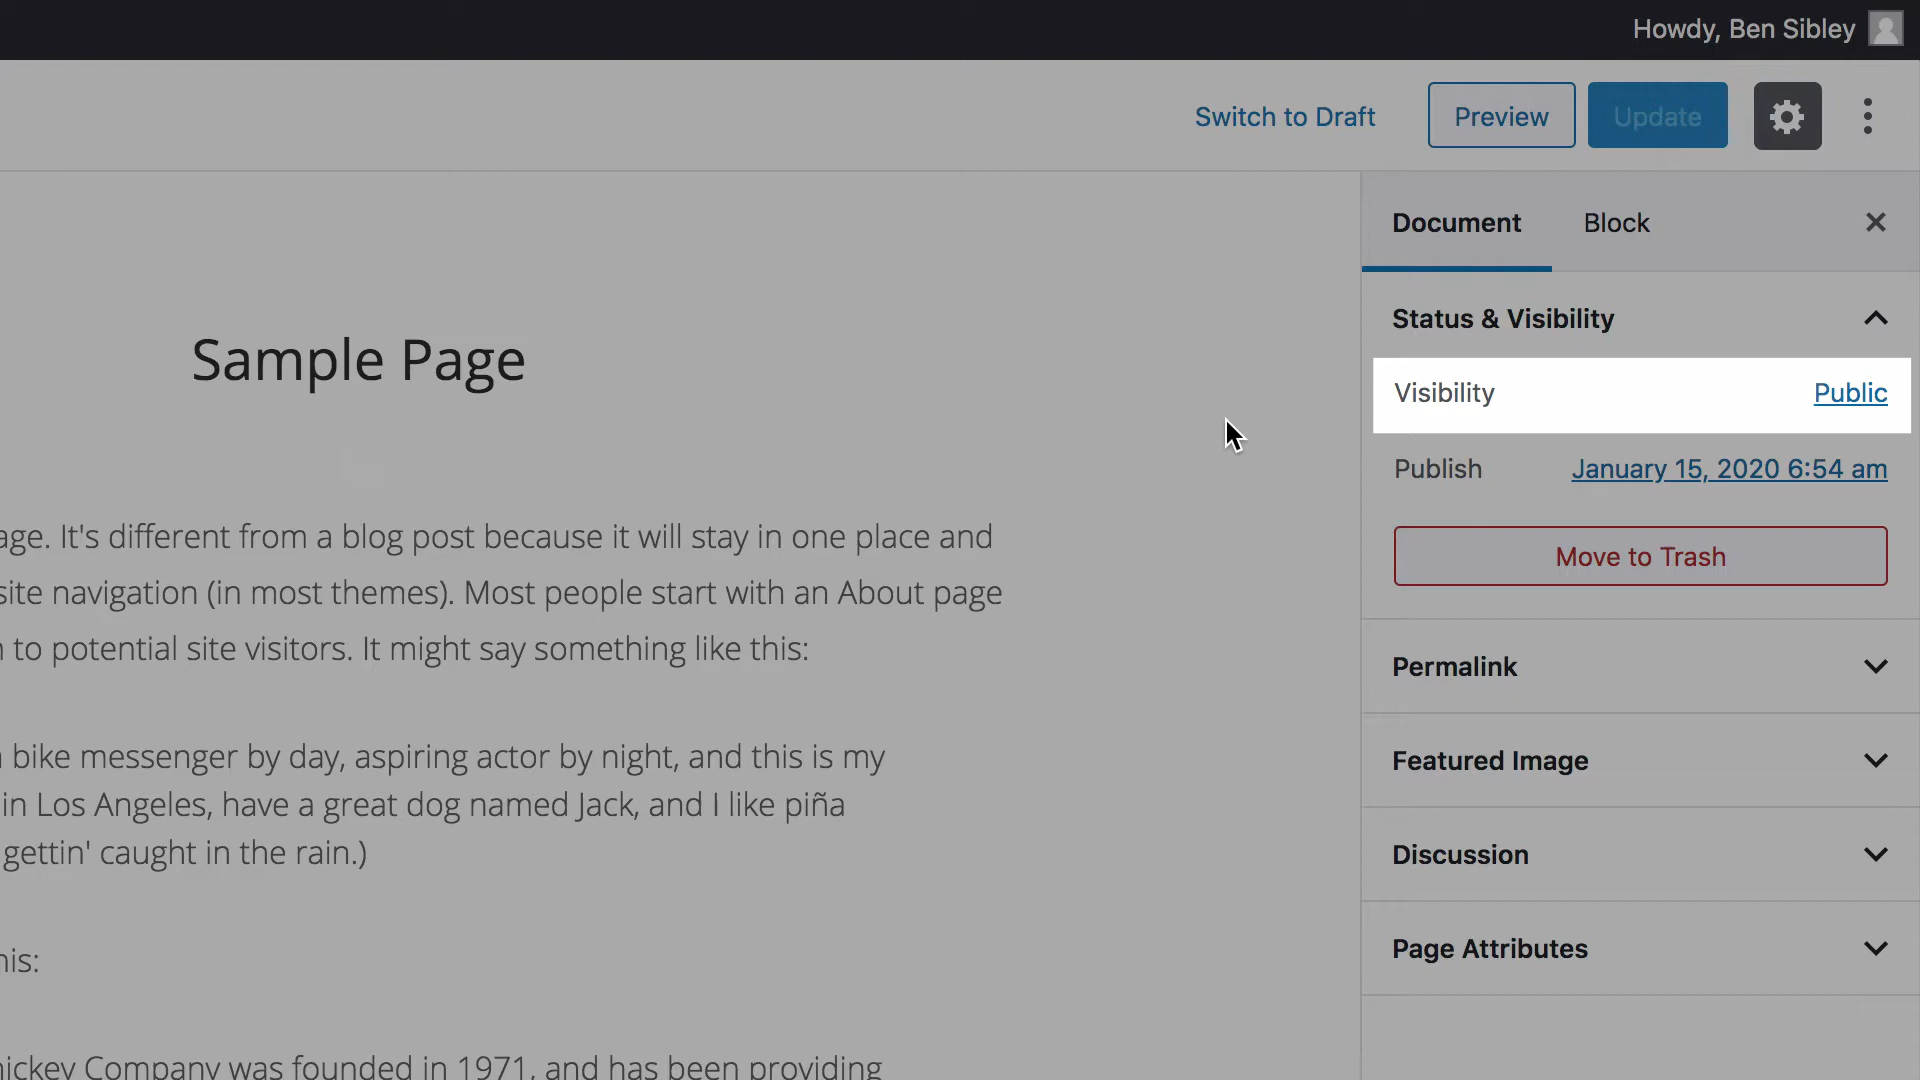 Howdy, Ben Sibley
Switch to Draft
Preview
Update
Document
Block
Status & Visibility
Visibility
Public
Publish
January 15, 2020 6:54 am
Move to Trash
Permalink
Featured Image
Discussion
Page Attributes
Sample Page
age. It's different from a blog post because it will stay in one place and
site navigation (in most themes). Most people start with an About page
to potential site visitors. It might say something like this:
bike messenger by day, aspiring actor by night, and this is my
in Los Angeles, have a great dog named Jack, and I like piña
gettin' caught in the rain.)
his:
ickey Company was founded in 1971, and has been providing